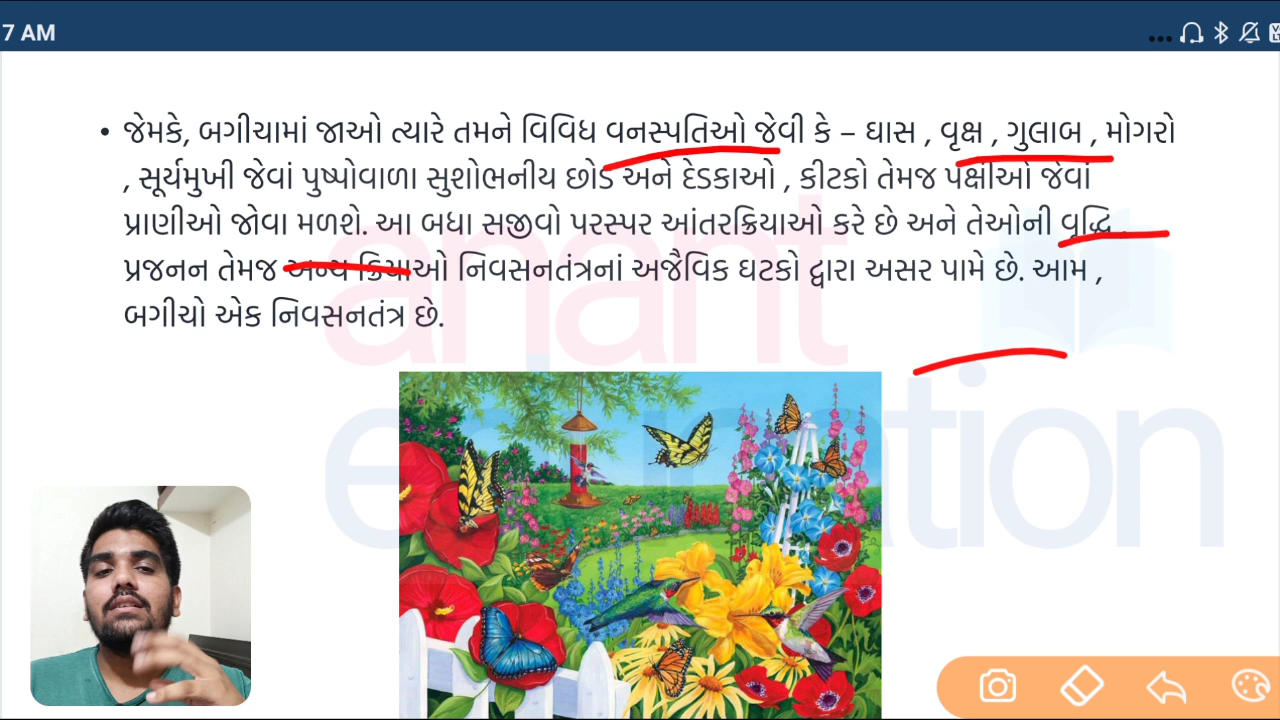 7 AM
• જેમકે, બગીચામાં જાઓ ત્યારે તમને વિવિધ વનસ્પતિઓ જેવી કે – ઘાસ , વૃક્ષ , ગુલાબ , મોગરો
, સૂર્યમુખી જેવાં પુષ્પોવાળા સુશોભનીય છોડ અને દેડકાઓ , કીટકો તેમજ પક્ષીઓ જેવાં
પ્રાણીઓ જોવા મળશે. આ બધા સજીવો પરસ્પર આંતરક્રિયાઓ કરે છે અને તેઓની વૃદ્ધિ ,
પ્રજનન તેમજ અન્ય ક્રિયાઓ નિવસનતંત્રનાં અજૈવિક ઘટકો દ્વારા અસર પામે છે. આમ ,
બગીચો એક નિવસનતંત્ર છે.
anant
education